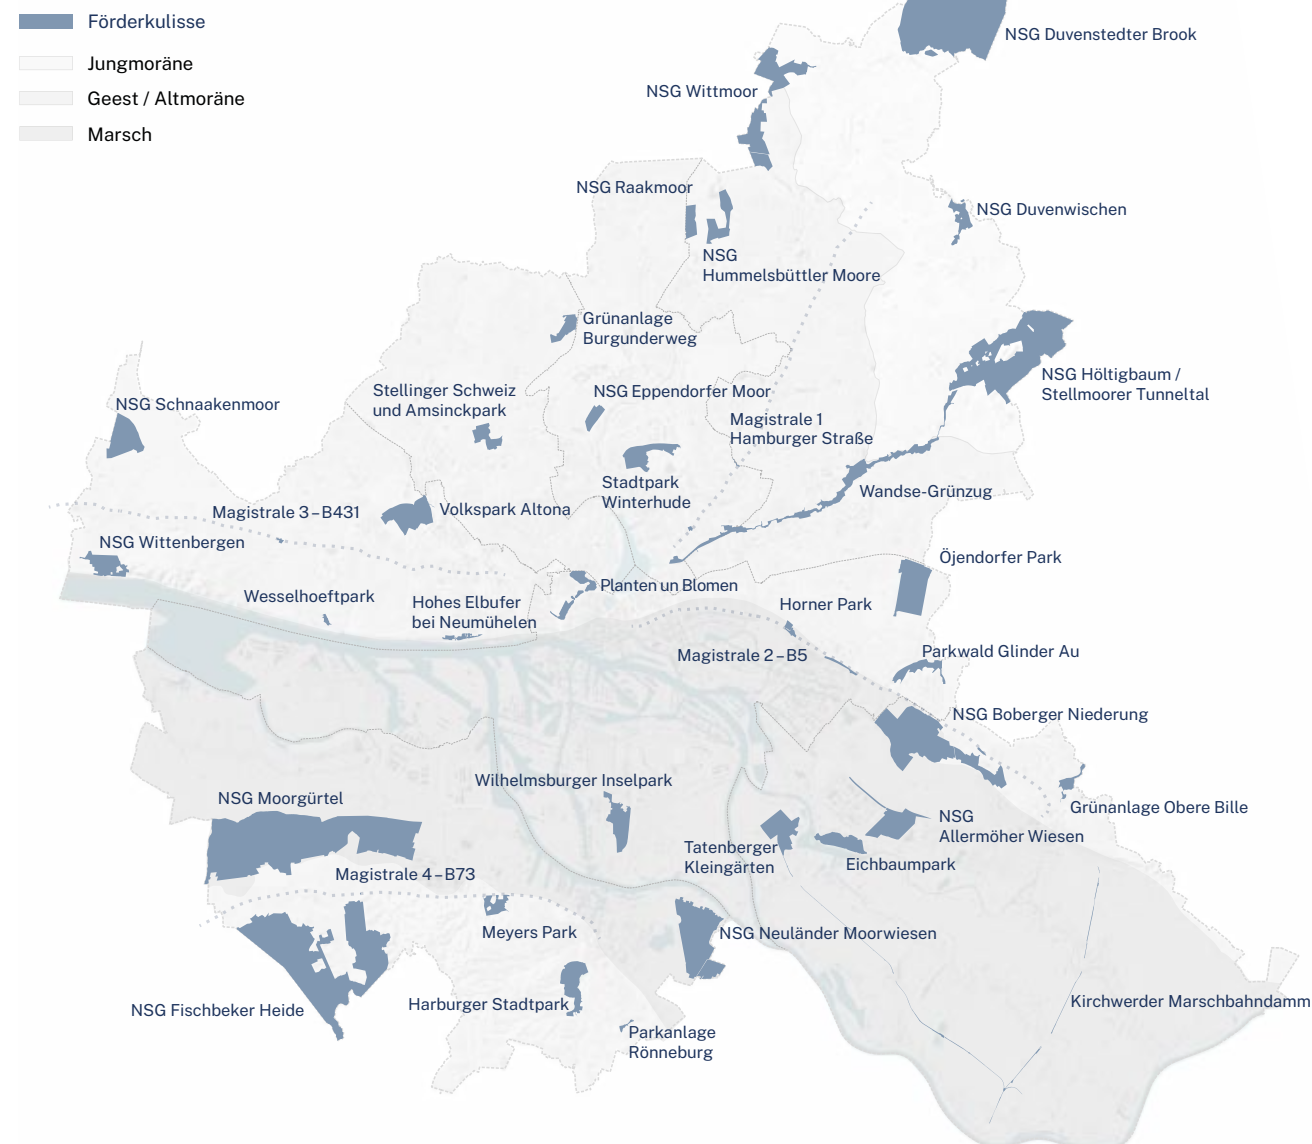 Förderkulisse
Jungmoräne
Geest / Altmoräne
Marsch
NSG Duvenstedter Brook
NSG Wittmoor
NSG Raakmoor
NSG Duvenwischen
NSG
Hummelsbüttler Moore
Grünanlage
Burgunderweg
NSG Höltigbaum /
Stellmoorer Tunneltal
Stellinger Schweiz
und Amsinckpark
NSG Eppendorfer Moor
NSG Schnaakenmoor
Magistrale 1
Hamburger Straße
Stadtpark
Winterhude
Wandse-Grünzug
Magistrale 3 – B431
Volkspark Altona
NSG Wittenbergen
Öjendorfer Park
Planten un Blomen
Wesselhoeftpark
Hohes Elbufer
bei Neumühelen
Horner Park
Magistrale 2 – B5
Parkwald Glinder Au
NSG Boberger Niederung
Wilhelmsburger Inselpark
NSG Moorgürtel
Grünanlage Obere Bille
NSG
Allermöher Wiesen
Tatenberger
Kleingärten
Eichbaumpark
Magistrale 4 – B73
Meyers Park
NSG Neuländer Moorwiesen
NSG Fischbeker Heide
Harburger Stadtpark
Kirchwerder Marschbahndamm
Parkanlage
Rönneburg